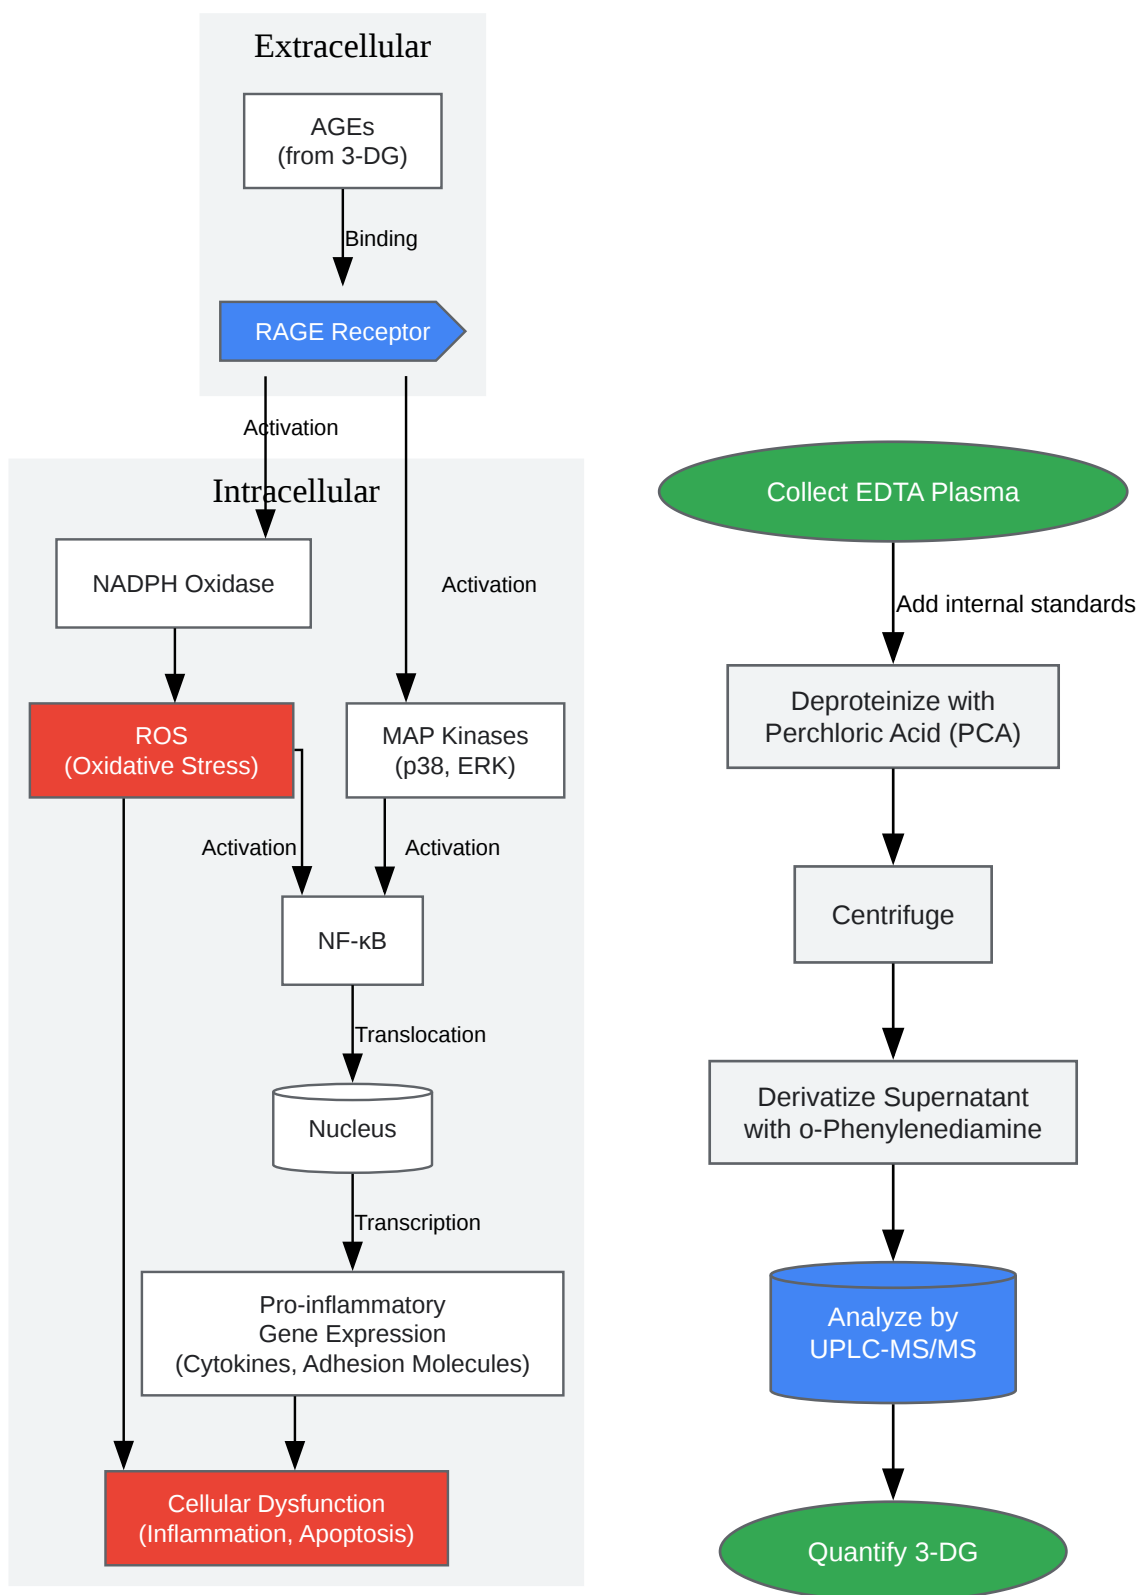 Extracellular
AGEs
(from 3-DG)
Binding
RAGE Receptor
Activation
Intracellular
NADPH Oxidase
Activation
ROS
(Oxidative Stress)
MAP Kinases
(p38, ERK)
Activation
Activation
NF-κB
Translocation
Nucleus
Transcription
Pro-inflammatory
Gene Expression
(Cytokines, Adhesion Molecules)
Cellular Dysfunction
(Inflammation, Apoptosis)
Collect EDTA Plasma
Add internal standards
Deproteinize with
Perchloric Acid (PCA)
Centrifuge
Derivatize Supernatant
with o-Phenylenediamine
Analyze by
UPLC-MS/MS
Quantify 3-DG